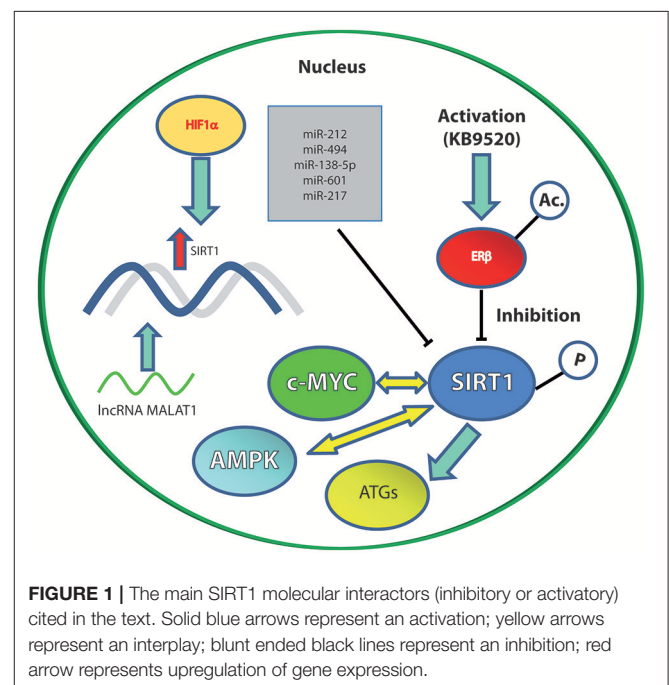 Nucleus
HIF1α
miR-212
miR-494
miR-138-5p
miR-601
miR-217
Activation
(KB9520)
Ac.
SIRT1
ERβ
Inhibition
c-MYC
SIRT1
P
lncRNA MALAT1
AMPK
ATGs
FIGURE 1 | The main SIRT1 molecular interactors (inhibitory or activatory)
cited in the text. Solid blue arrows represent an activation; yellow arrows
represent an interplay; blunt ended black lines represent an inhibition; red
arrow represents upregulation of gene expression.